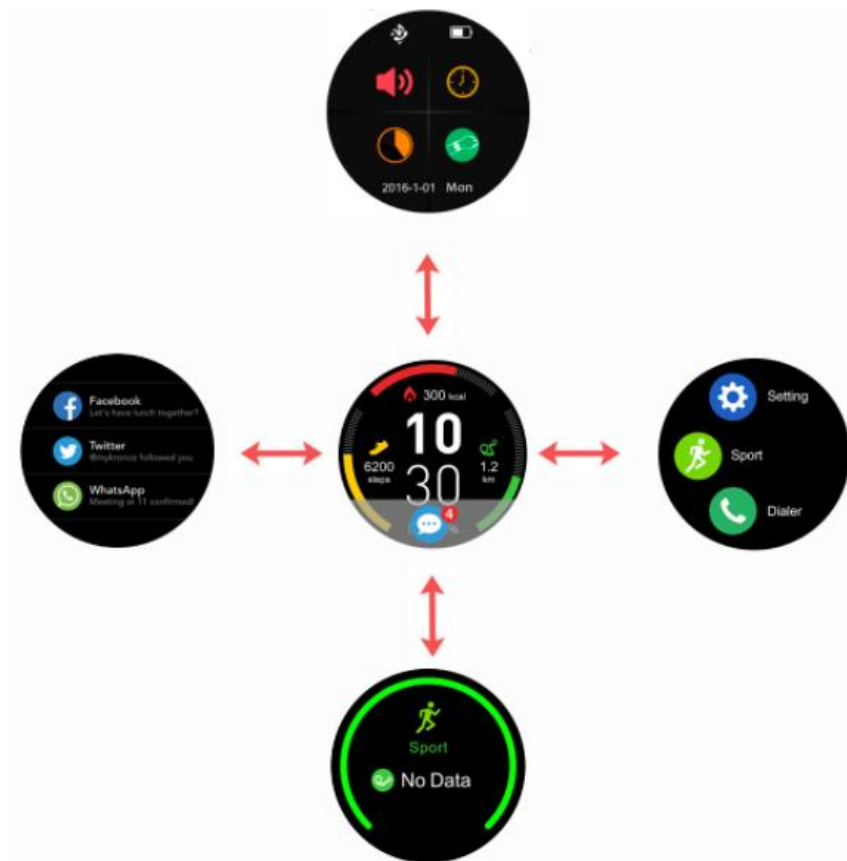 2016-1-01 Mon
Facebook
Let's have lunch together?
Twitter
@mykronoz followed you
WhatsApp
Meeting at 11 confirmed!
300 kcal
10
6200
steps
30
1.2
km
4
%
Setting
Sport
Dialer
Sport
No Data